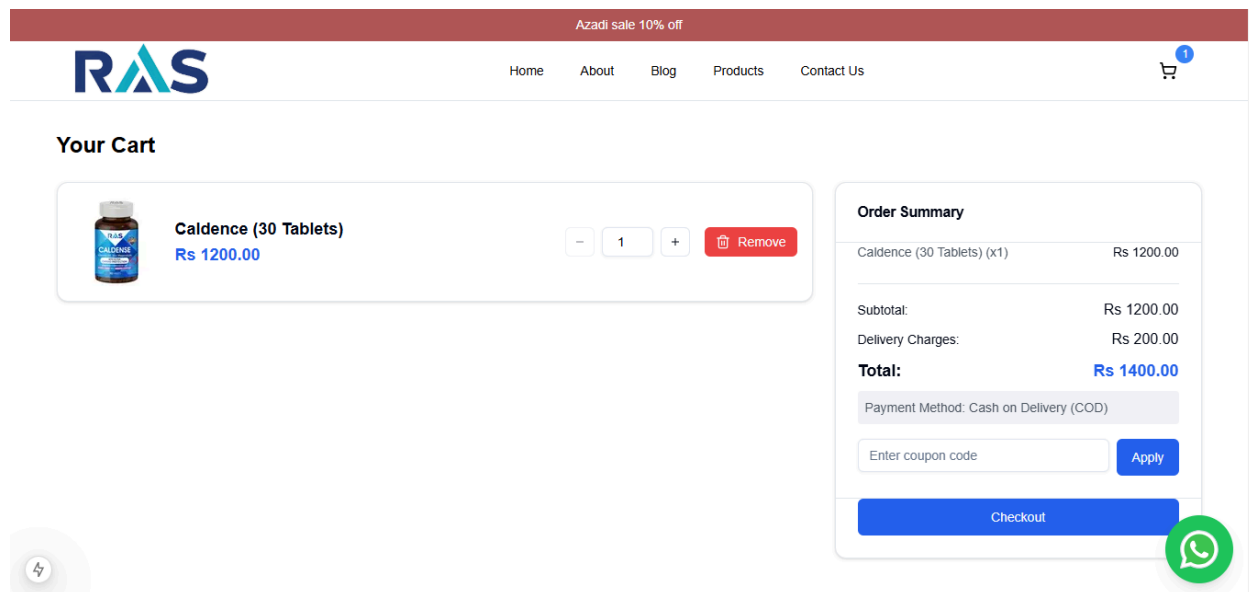 Azadi sale 10% off
RAS
Home About Blog Products Contact Us
1
Your Cart
RAS
CALDENSE
Caldence (30 Tablets)
Rs 1200.00
− 1 + Remove
Order Summary
Caldence (30 Tablets) (x1) Rs 1200.00
Subtotal: Rs 1200.00
Delivery Charges: Rs 200.00
Total: Rs 1400.00
Payment Method: Cash on Delivery (COD)
Enter coupon code Apply
Checkout